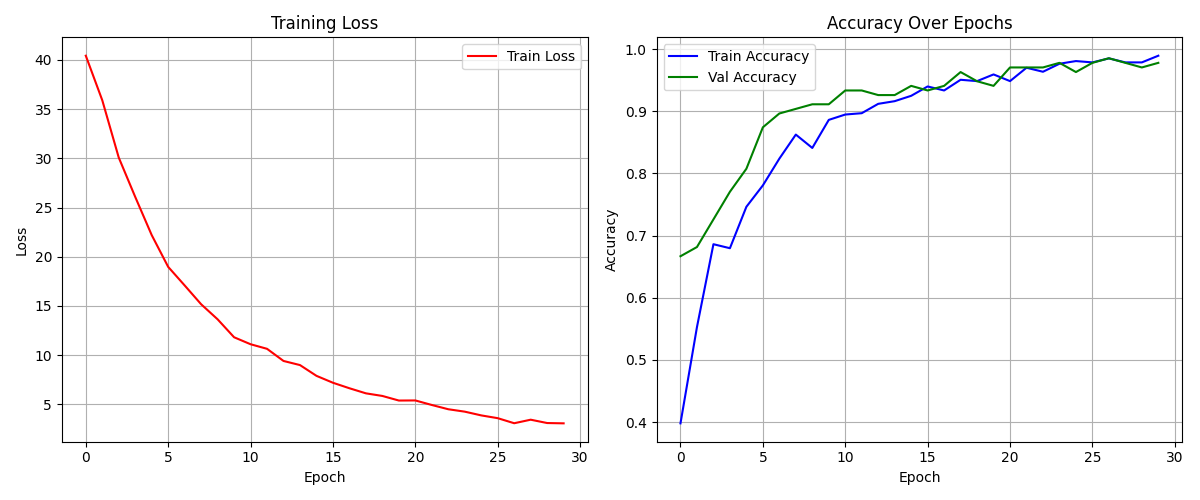 Training Loss
Train Loss
40
35
30
25
20
15
10
5
Loss
0 5 10 15 20 25 30
Epoch
Accuracy Over Epochs
Train Accuracy
Val Accuracy
1.0
0.9
0.8
0.7
0.6
0.5
0.4
Accuracy
0 5 10 15 20 25 30
Epoch